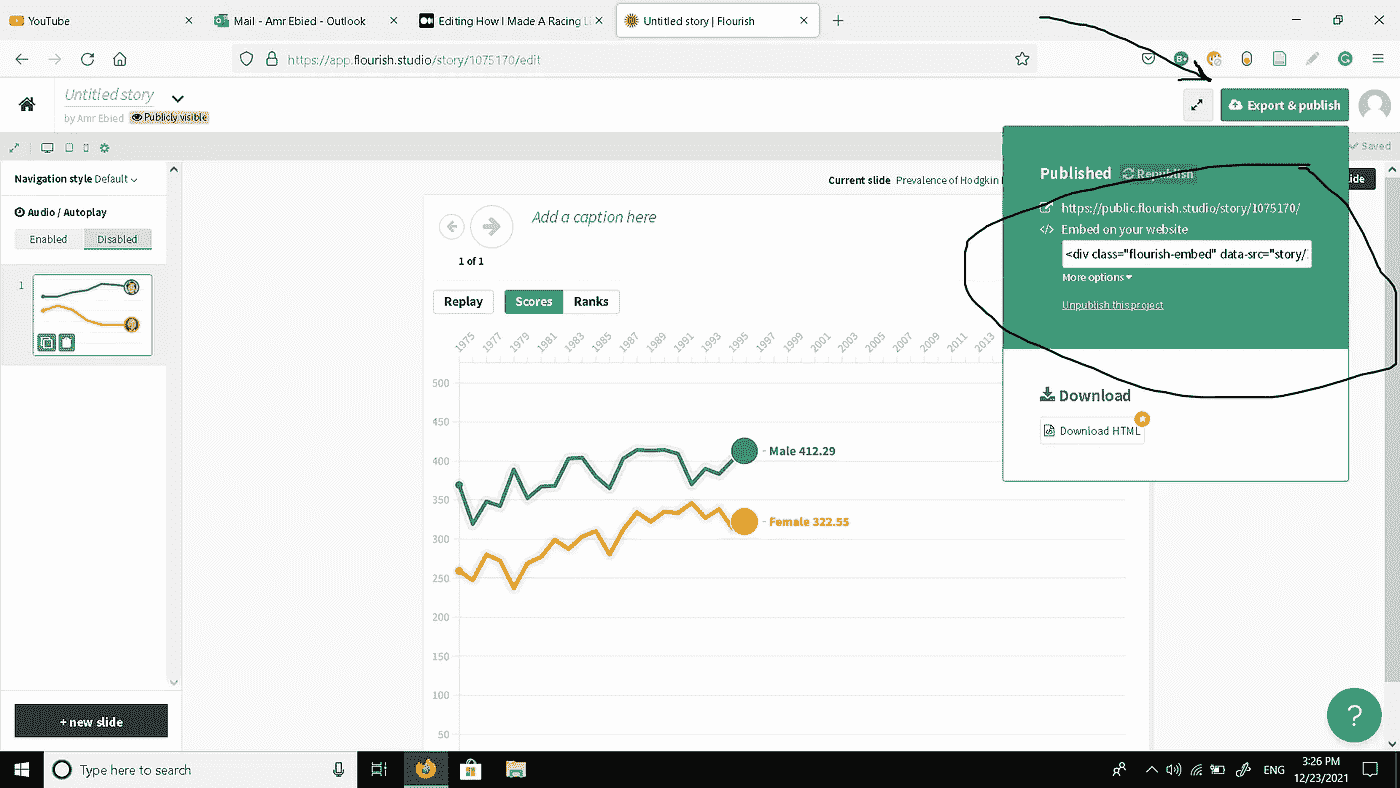 YouTube
Mail - Amr Ebied - Outlook
Editing How I Made A Racing Li
Untitled story | Flourish
https://app.flourish.studio/story/1075170/edit
Untitled story
by Amr Ebied
Publicly visible
Export & publish
Saved
Navigation style Default
Current slide Prevalence of Hodgkin
Audio / Autoplay
Enabled
Disabled
1
Add a caption here
1 of 1
Replay
Scores
Ranks
1975 1977 1979 1981 1983 1985 1987 1989 1991 1993 1995 1997 1999 2001 2003 2005 2007 2009 2011 2013
500
450
400
350
300
250
200
150
100
50
Male 412.29
Female 322.55
Published
Republish
https://public.flourish.studio/story/1075170/
Embed on your website
<div class="flourish-embed" data-src="story/
More options
Unpublish this project
Download
Download HTML
+ new slide
?
Type here to search
ENG
3:26 PM
12/23/2021